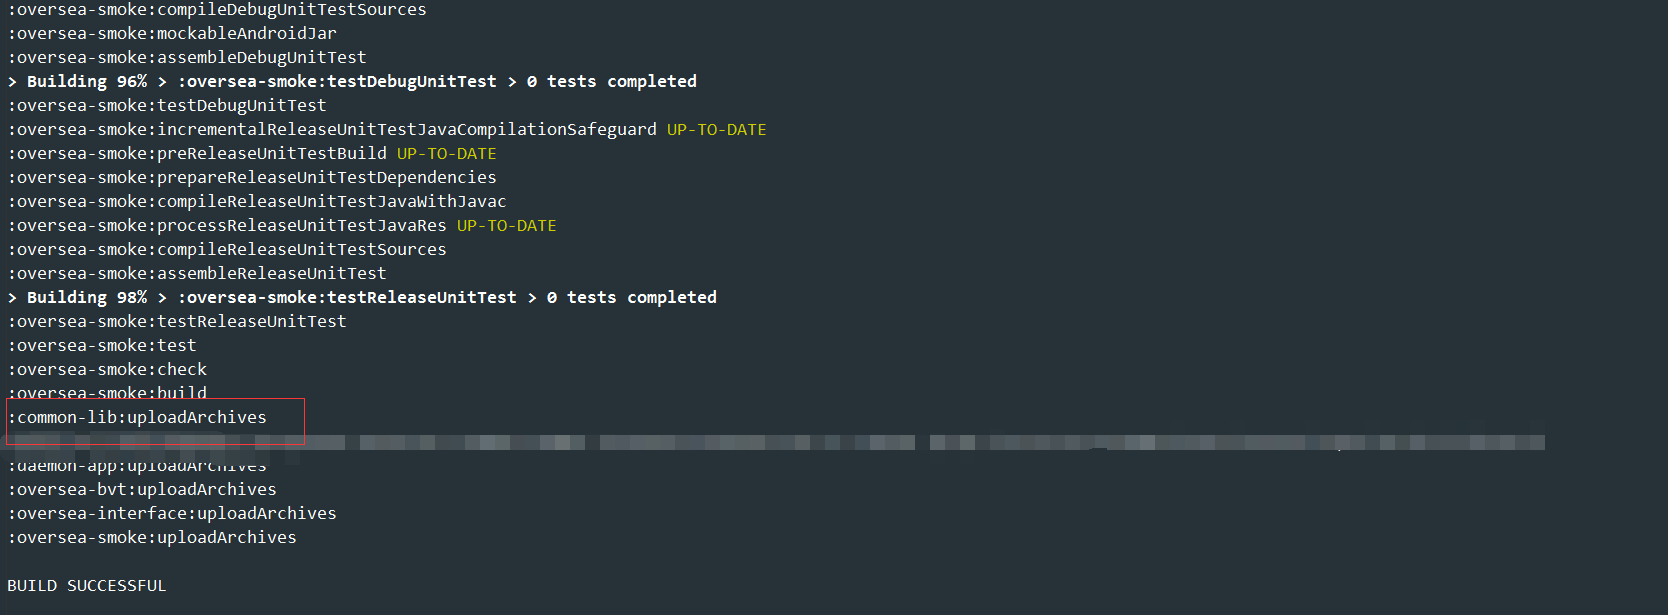 :oversea-smoke:compileDebugUnitTestSources
:oversea-smoke:mockableAndroidJar
:oversea-smoke:assembleDebugUnitTest
> Building 96% > :oversea-smoke:testDebugUnitTest > 0 tests completed
:oversea-smoke:testDebugUnitTest
:oversea-smoke:incrementalReleaseUnitTestJavaCompilationSafeguard UP-TO-DATE
:oversea-smoke:preReleaseUnitTestBuild UP-TO-DATE
:oversea-smoke:prepareReleaseUnitTestDependencies
:oversea-smoke:compileReleaseUnitTestJavaWithJavac
:oversea-smoke:processReleaseUnitTestJavaRes UP-TO-DATE
:oversea-smoke:compileReleaseUnitTestSources
:oversea-smoke:assembleReleaseUnitTest
> Building 98% > :oversea-smoke:testReleaseUnitTest > 0 tests completed
:oversea-smoke:testReleaseUnitTest
:oversea-smoke:test
:oversea-smoke:check
:oversea-smoke:build
:common-lib:uploadArchives
:daemon-app:uploadArchives
:oversea-bvt:uploadArchives
:oversea-interface:uploadArchives
:oversea-smoke:uploadArchives
BUILD SUCCESSFUL